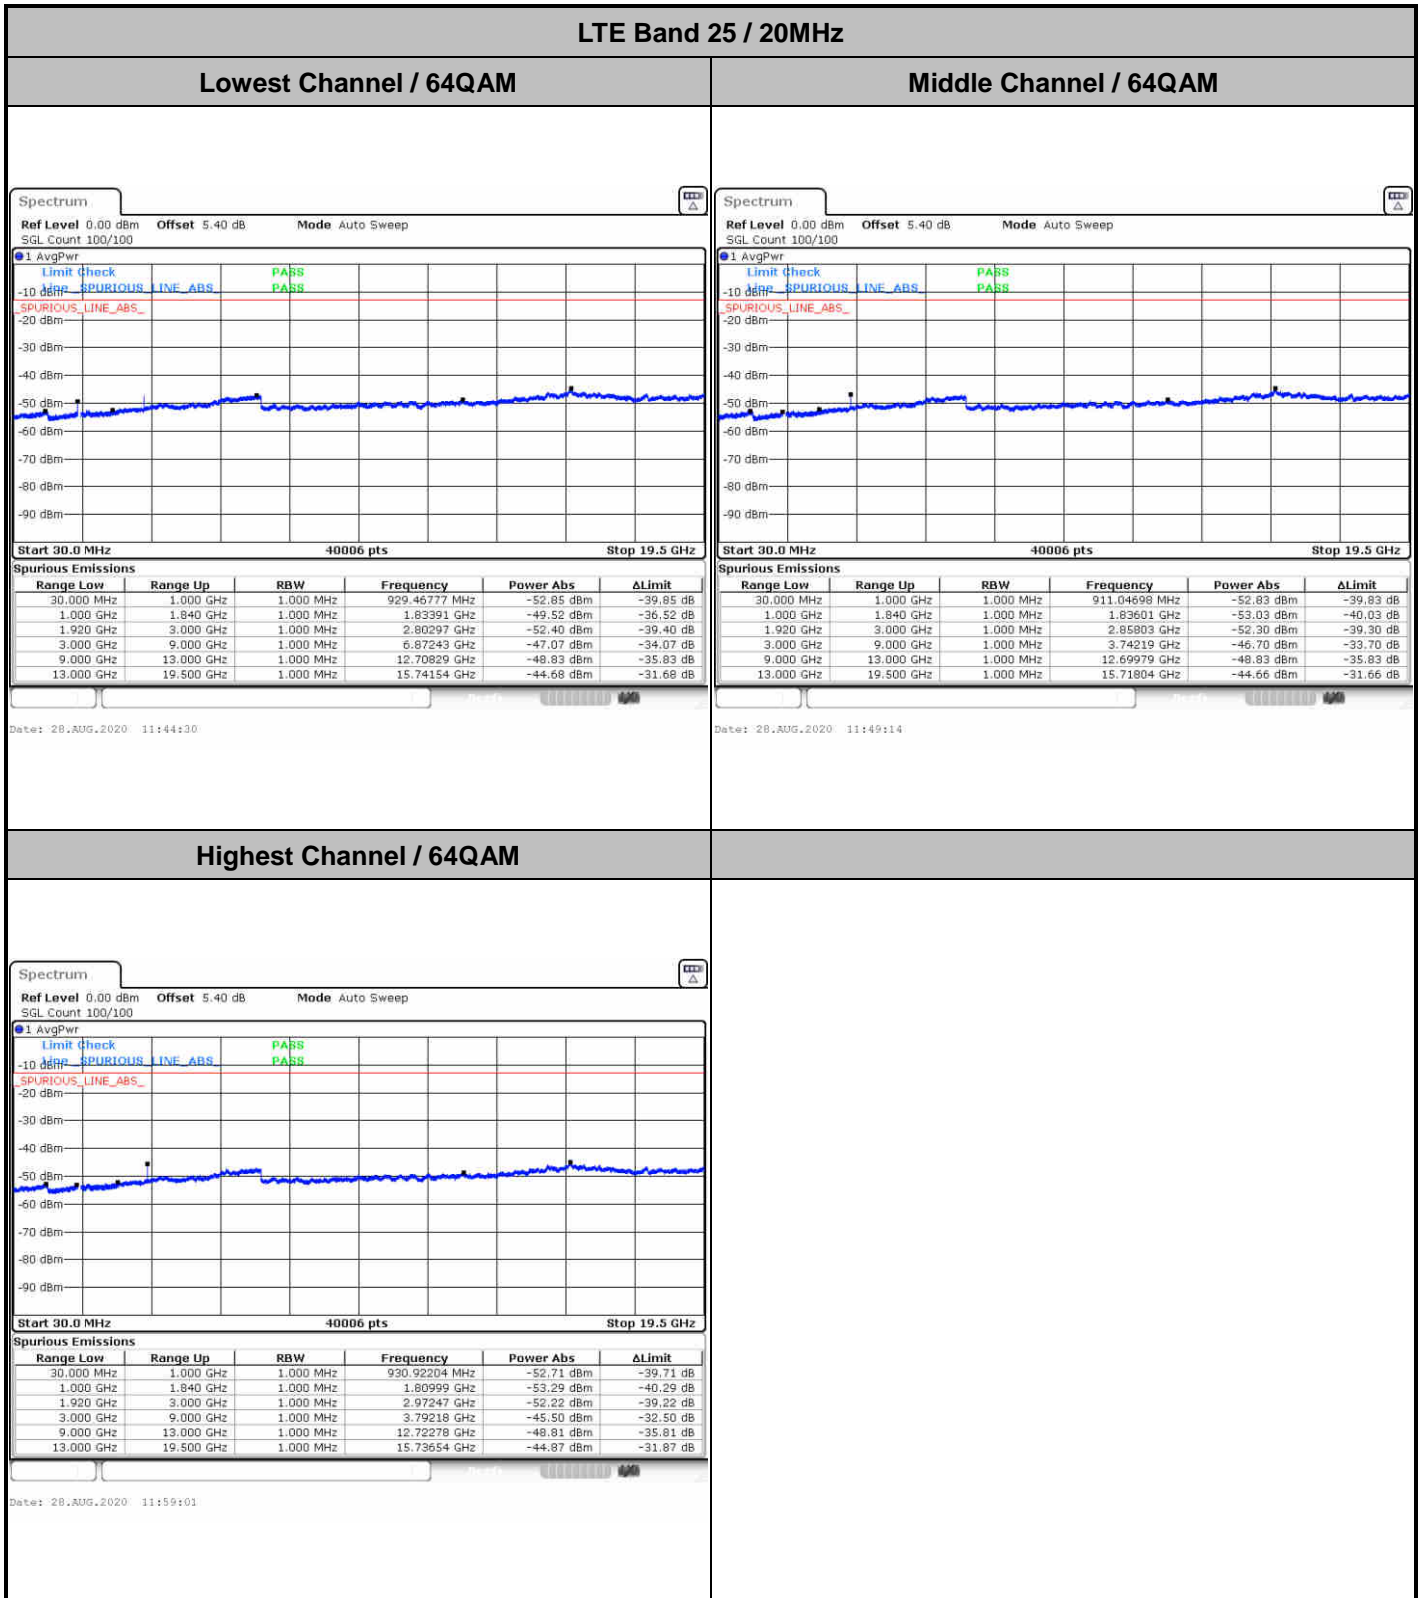 LTE Band 25 / 20MHz
Lowest Channel / 64QAM
Middle Channel / 64QAM
Spectrum
Ref Level 0.00 dBm Offset 5.40 dB Mode Auto Sweep
SGL Count 100/100
1 AvgPwr
Limit Check PASS
Line _SPURIOUS_LINE_ABS_ PASS
-10 dBm
_SPURIOUS_LINE_ABS_
-20 dBm
-30 dBm
-40 dBm
-50 dBm
-60 dBm
-70 dBm
-80 dBm
-90 dBm
Start 30.0 MHz 40006 pts Stop 19.5 GHz
Spurious Emissions
Range Low Range Up RBW Frequency Power Abs ΔLimit
30.000 MHz 1.000 GHz 1.000 MHz 929.46777 MHz -52.85 dBm -39.85 dB
1.000 GHz 1.840 GHz 1.000 MHz 1.83391 GHz -49.52 dBm -36.52 dB
1.920 GHz 3.000 GHz 1.000 MHz 2.80297 GHz -52.40 dBm -39.40 dB
3.000 GHz 9.000 GHz 1.000 MHz 6.87243 GHz -47.07 dBm -34.07 dB
9.000 GHz 13.000 GHz 1.000 MHz 12.70829 GHz -48.83 dBm -35.83 dB
13.000 GHz 19.500 GHz 1.000 MHz 15.74154 GHz -44.68 dBm -31.68 dB
Date: 28.AUG.2020 11:44:30
Spectrum
Ref Level 0.00 dBm Offset 5.40 dB Mode Auto Sweep
SGL Count 100/100
1 AvgPwr
Limit Check PASS
Line _SPURIOUS_LINE_ABS_ PASS
-10 dBm
_SPURIOUS_LINE_ABS_
-20 dBm
-30 dBm
-40 dBm
-50 dBm
-60 dBm
-70 dBm
-80 dBm
-90 dBm
Start 30.0 MHz 40006 pts Stop 19.5 GHz
Spurious Emissions
Range Low Range Up RBW Frequency Power Abs ΔLimit
30.000 MHz 1.000 GHz 1.000 MHz 911.04698 MHz -52.83 dBm -39.83 dB
1.000 GHz 1.840 GHz 1.000 MHz 1.83601 GHz -53.03 dBm -40.03 dB
1.920 GHz 3.000 GHz 1.000 MHz 2.85803 GHz -52.30 dBm -39.30 dB
3.000 GHz 9.000 GHz 1.000 MHz 3.74219 GHz -46.70 dBm -33.70 dB
9.000 GHz 13.000 GHz 1.000 MHz 12.69979 GHz -48.83 dBm -35.83 dB
13.000 GHz 19.500 GHz 1.000 MHz 15.71804 GHz -44.66 dBm -31.66 dB
Date: 28.AUG.2020 11:49:14
Highest Channel / 64QAM
Spectrum
Ref Level 0.00 dBm Offset 5.40 dB Mode Auto Sweep
SGL Count 100/100
1 AvgPwr
Limit Check PASS
Line _SPURIOUS_LINE_ABS_ PASS
-10 dBm
_SPURIOUS_LINE_ABS_
-20 dBm
-30 dBm
-40 dBm
-50 dBm
-60 dBm
-70 dBm
-80 dBm
-90 dBm
Start 30.0 MHz 40006 pts Stop 19.5 GHz
Spurious Emissions
Range Low Range Up RBW Frequency Power Abs ΔLimit
30.000 MHz 1.000 GHz 1.000 MHz 930.92204 MHz -52.71 dBm -39.71 dB
1.000 GHz 1.840 GHz 1.000 MHz 1.80999 GHz -53.29 dBm -40.29 dB
1.920 GHz 3.000 GHz 1.000 MHz 2.97247 GHz -52.22 dBm -39.22 dB
3.000 GHz 9.000 GHz 1.000 MHz 3.79218 GHz -45.50 dBm -32.50 dB
9.000 GHz 13.000 GHz 1.000 MHz 12.72278 GHz -48.81 dBm -35.81 dB
13.000 GHz 19.500 GHz 1.000 MHz 15.73654 GHz -44.87 dBm -31.87 dB
Date: 28.AUG.2020 11:59:01